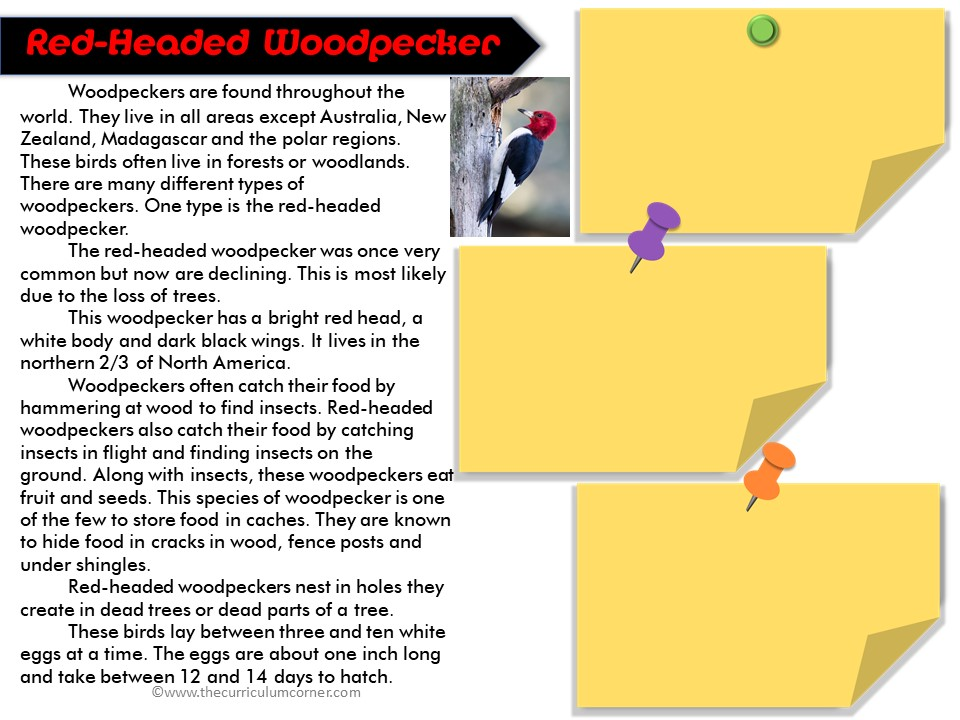 Red-Headed Woodpecker
Woodpeckers are found throughout the
world. They live in all areas except Australia, New
Zealand, Madagascar and the polar regions.
These birds often live in forests or woodlands.
There are many different types of
woodpeckers. One type is the red-headed
woodpecker.
The red-headed woodpecker was once very
common but now are declining. This is most likely
due to the loss of trees.
This woodpecker has a bright red head, a
white body and dark black wings. It lives in the
northern 2/3 of North America.
Woodpeckers often catch their food by
hammering at wood to find insects. Red-headed
woodpeckers also catch their food by catching
insects in flight and finding insects on the
ground. Along with insects, these woodpeckers eat
fruit and seeds. This species of woodpecker is one
of the few to store food in caches. They are known
to hide food in cracks in wood, fence posts and
under shingles.
Red-headed woodpeckers nest in holes they
create in dead trees or dead parts of a tree.
These birds lay between three and ten white
eggs at a time. The eggs are about one inch long
and take between 12 and 14 days to hatch.
©www.thecurriculumcorner.com